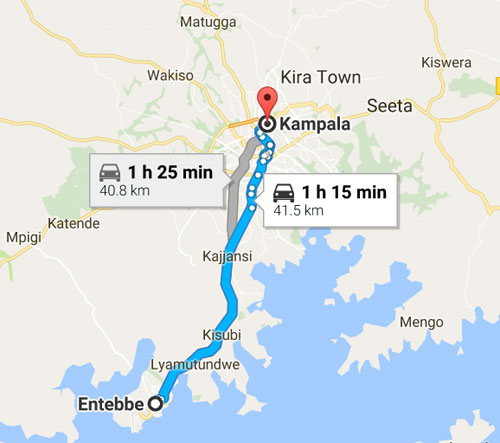 Matugga
Kiswera
Wakiso
Kira Town
Seeta
Kampala
1 h 25 min
40.8 km
1 h 15 min
41.5 km
Katende
Mpigi
Kajjansi
Mengo
Kisubi
Lyamutundwe
Entebbe